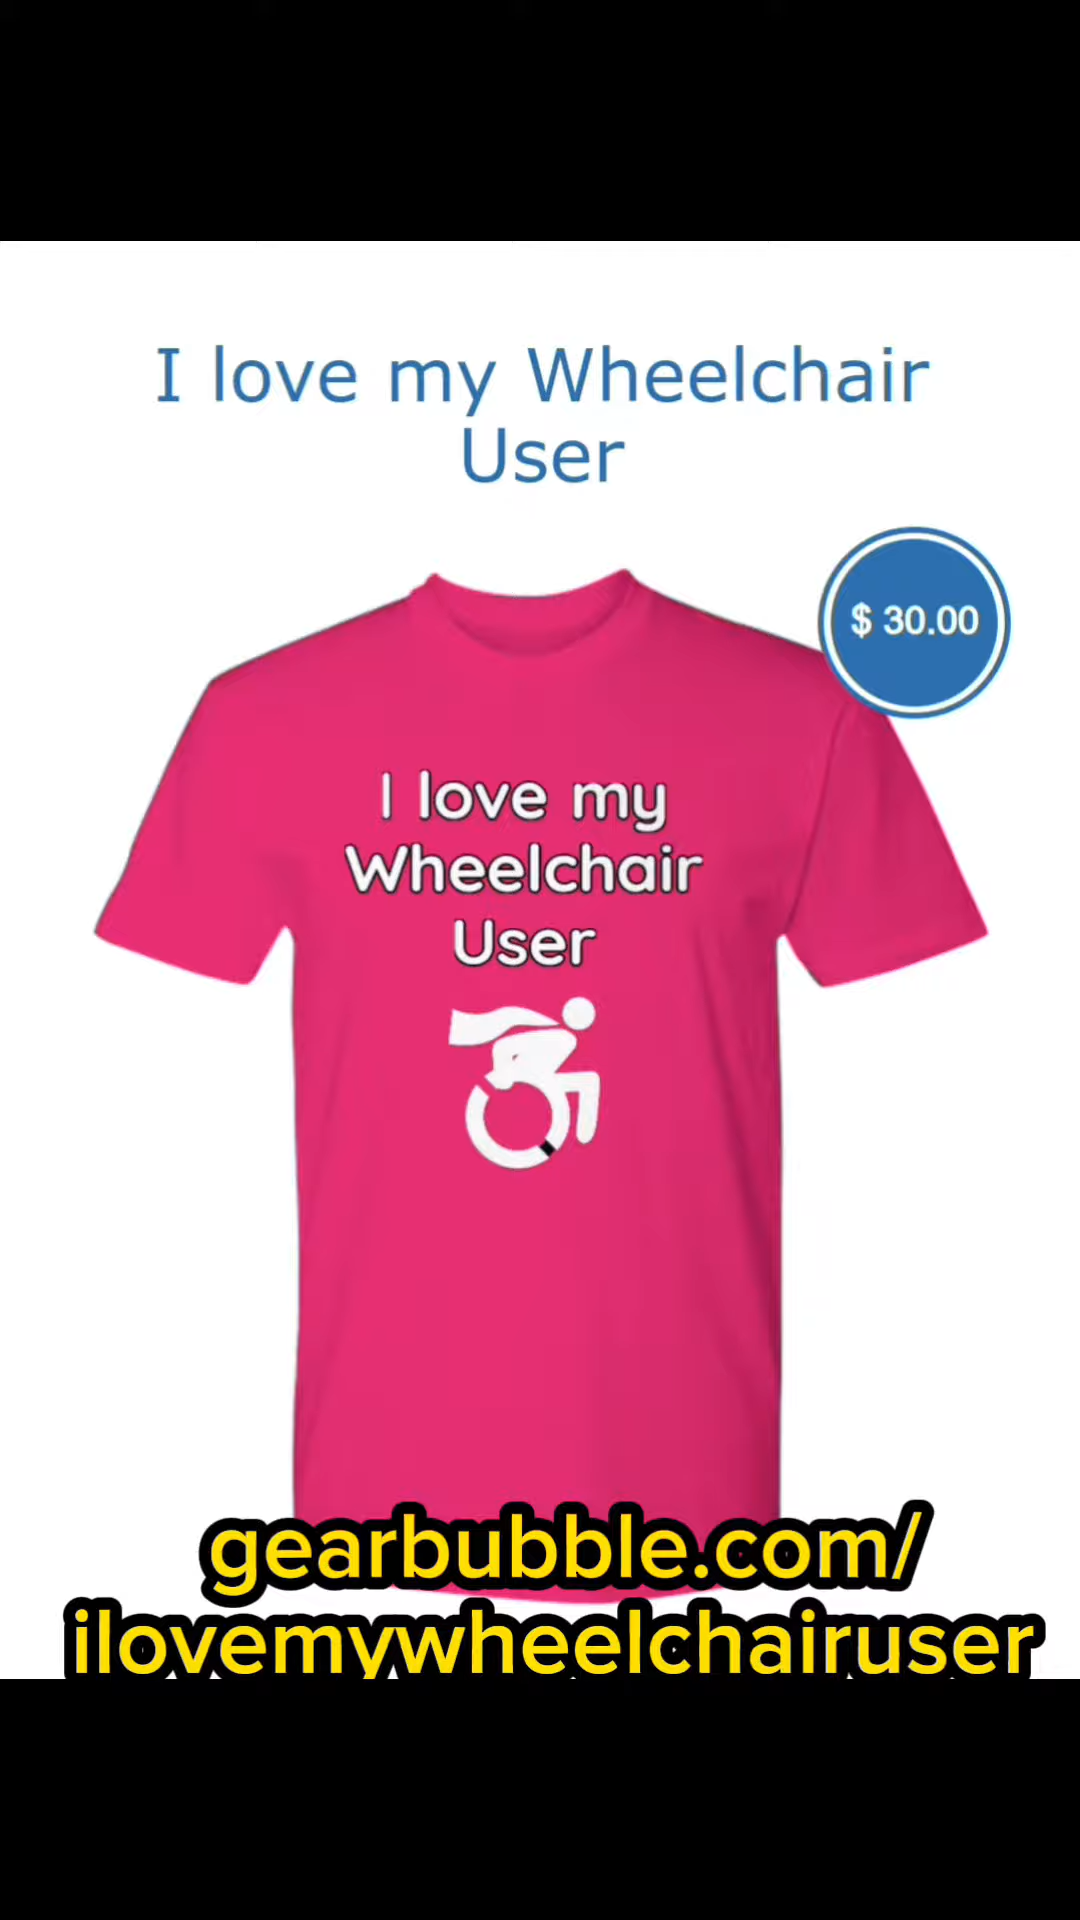 I love my Wheelchair
User
$ 30.00
I love my
Wheelchair
User
gearbubble.com/
ilovemywheelchairuser